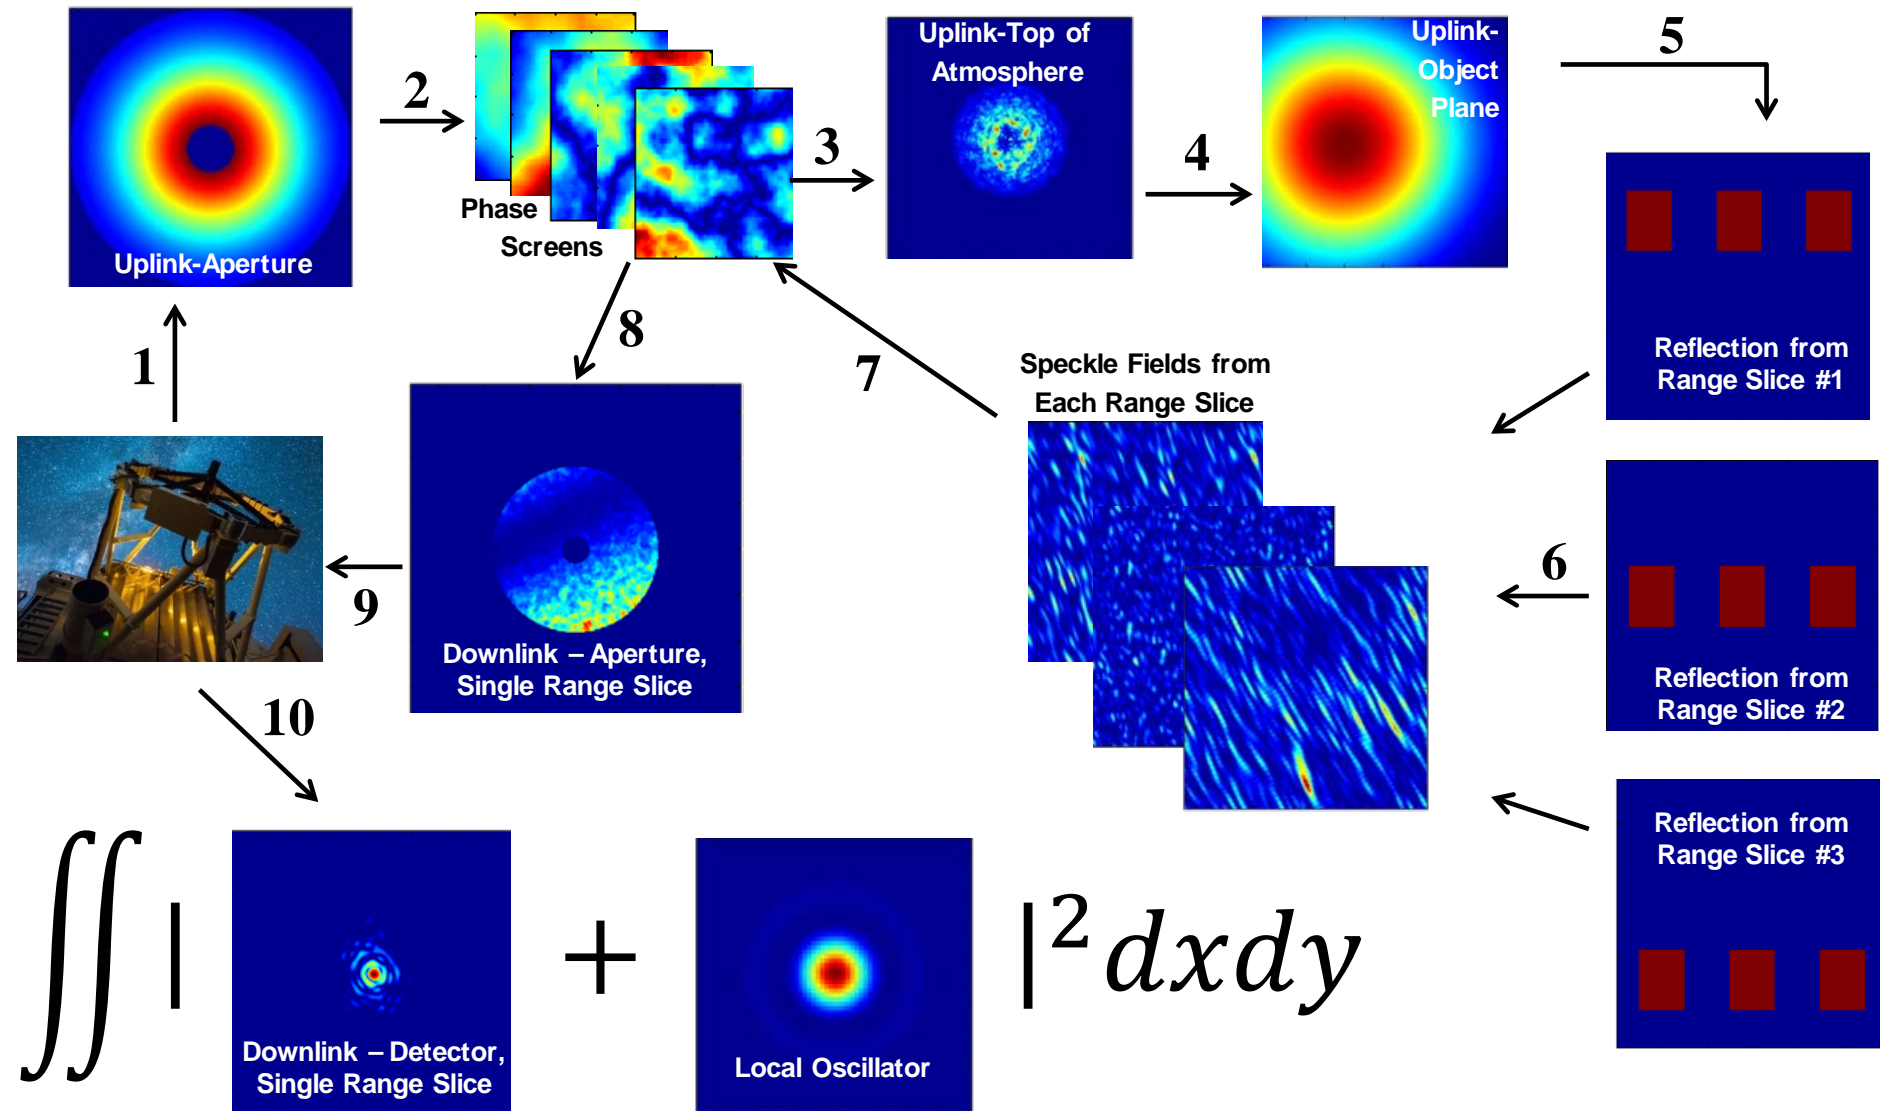 1
Uplink-Aperture
2
Phase
Screens
3
Uplink-Top of
Atmosphere
4
Uplink-
Object
Plane
5
Reflection from
Range Slice #1
Reflection from
Range Slice #2
Reflection from
Range Slice #3
6
Speckle Fields from
Each Range Slice
7
8
Downlink – Aperture,
Single Range Slice
9
10
∬ |
Downlink – Detector,
Single Range Slice
+
Local Oscillator
|² dxdy